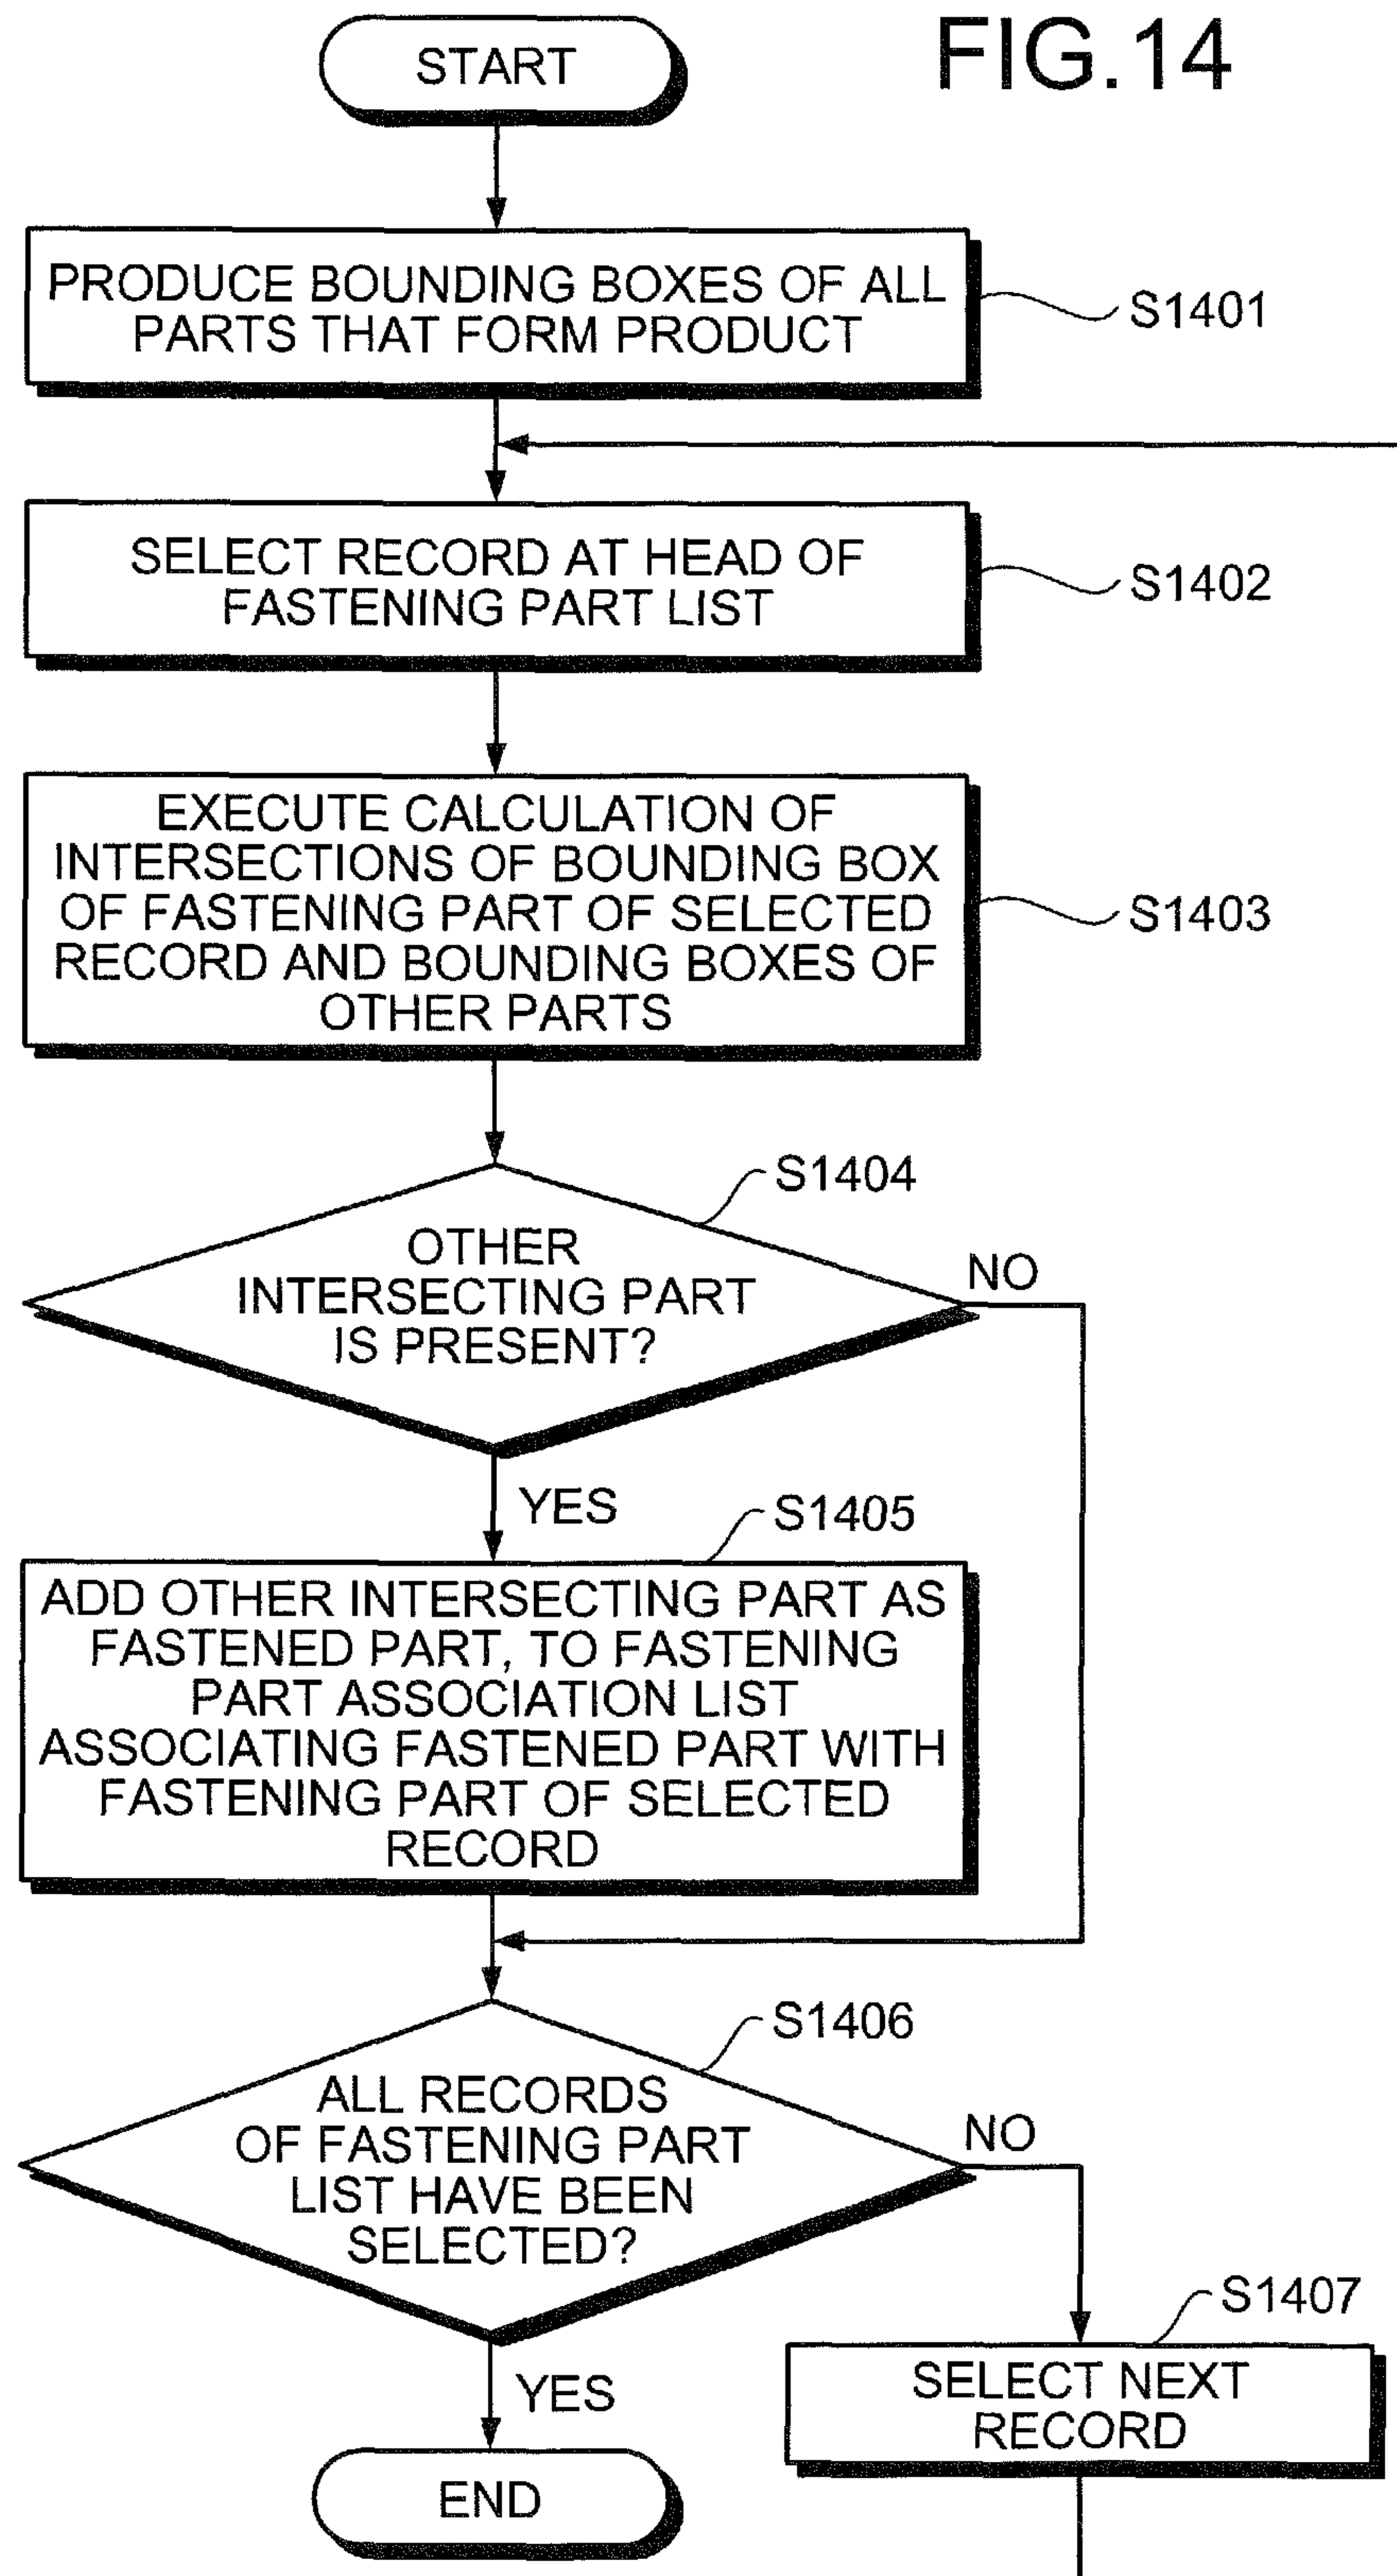 FIG.14
START
PRODUCE BOUNDING BOXES OF ALL
PARTS THAT FORM PRODUCT
S1401
SELECT RECORD AT HEAD OF
FASTENING PART LIST
S1402
EXECUTE CALCULATION OF
INTERSECTIONS OF BOUNDING BOX
OF FASTENING PART OF SELECTED
RECORD AND BOUNDING BOXES OF
OTHER PARTS
S1403
S1404
OTHER
INTERSECTING PART
IS PRESENT?
NO
YES
S1405
ADD OTHER INTERSECTING PART AS
FASTENED PART, TO FASTENING
PART ASSOCIATION LIST
ASSOCIATING FASTENED PART WITH
FASTENING PART OF SELECTED
RECORD
S1406
ALL RECORDS
OF FASTENING PART
LIST HAVE BEEN
SELECTED?
NO
S1407
SELECT NEXT
RECORD
YES
END